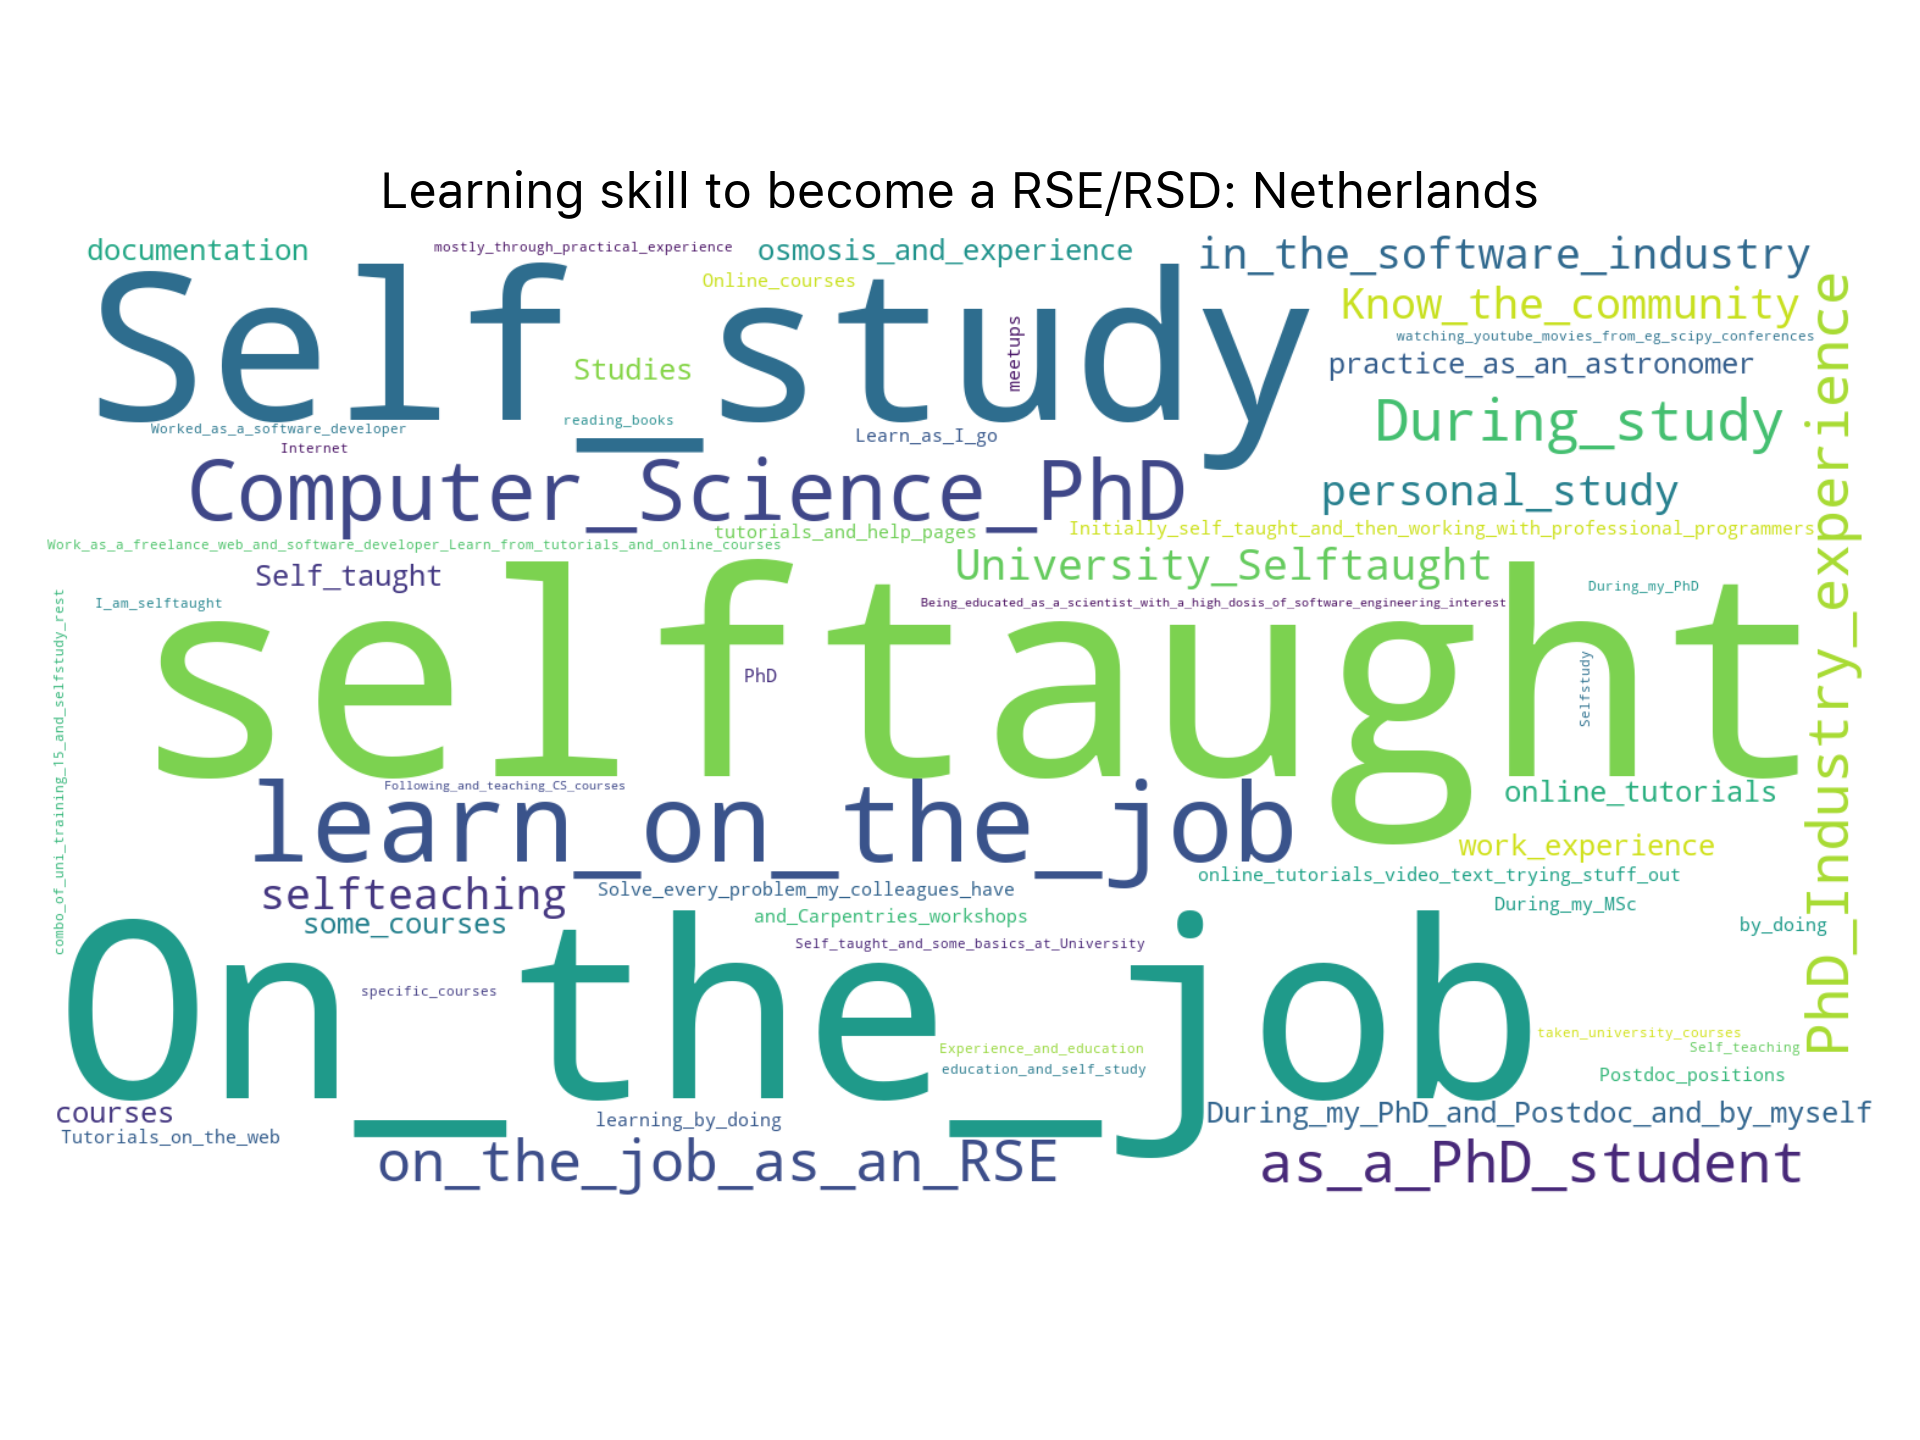 Learning skill to become a RSE/RSD: Netherlands
documentation
mostly_through_practical_experience
osmosis_and_experience
in_the_software_industry
Self_study
Online_courses
Know_the_community
watching_youtube_movies_from_eg_scipy_conferences
meetups
Studies
practice_as_an_astronomer
PhD_Industry_experience
During_study
reading_books
Worked_as_a_software_developer
Learn_as_I_go
Internet
Computer_Science_PhD
personal_study
Initially_self_taught_and_then_working_with_professional_programmers
tutorials_and_help_pages
Work_as_a_freelance_web_and_software_developer_Learn_from_tutorials_and_online_courses
University_Selftaught
Self_taught
During_my_PhD
I_am_selftaught
Being_educated_as_a_scientist_with_a_high_dosis_of_software_engineering_interest
selftaught
PhD
Selfstudy
combo_of_uni_training_15_and_selfstudy_rest
Following_and_teaching_CS_courses
online_tutorials
learn_on_the_job
work_experience
online_tutorials_video_text_trying_stuff_out
selfteaching
Solve_every_problem_my_colleagues_have
During_my_MSc
some_courses
and_Carpentries_workshops
by_doing
Self_taught_and_some_basics_at_University
On_the_job
specific_courses
taken_university_courses
Experience_and_education
Self_teaching
education_and_self_study
Postdoc_positions
courses
learning_by_doing
During_my_PhD_and_Postdoc_and_by_myself
Tutorials_on_the_web
on_the_job_as_an_RSE
as_a_PhD_student